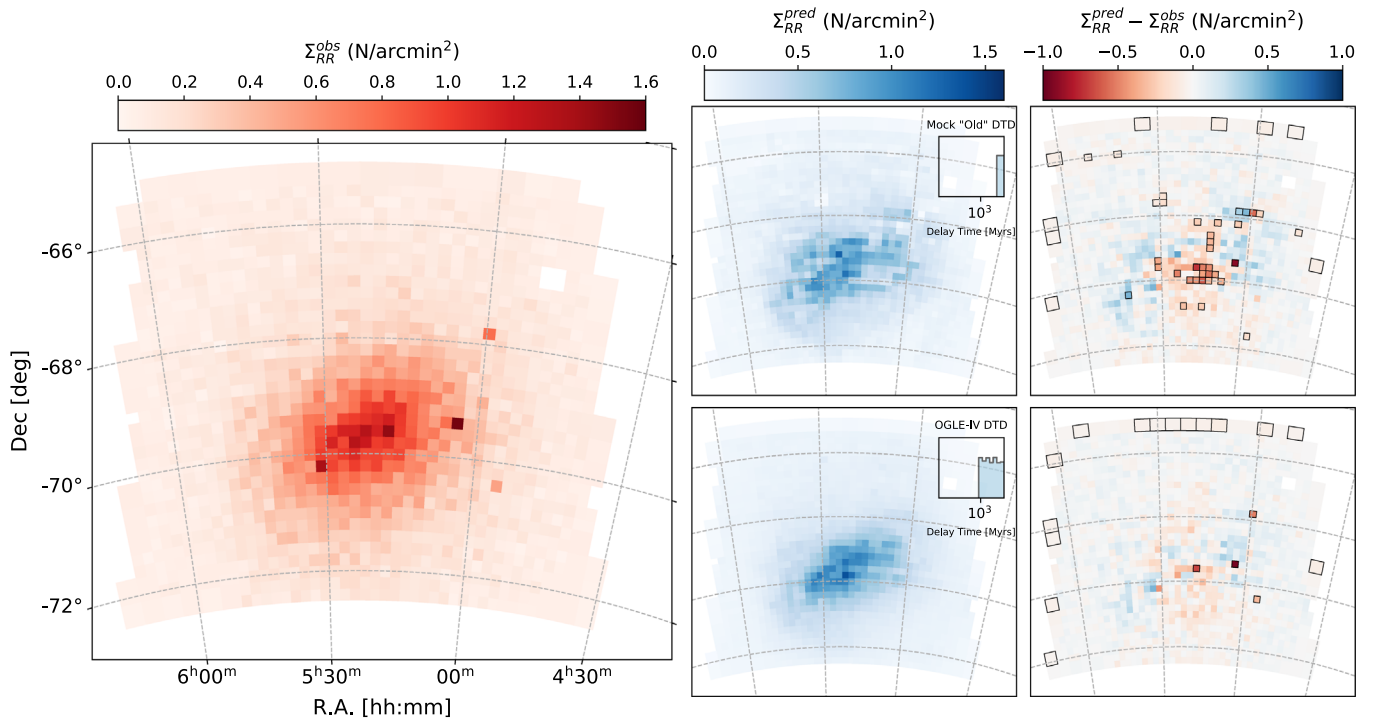 Σ_RR^obs (N/arcmin²)
0.0 0.2 0.4 0.6 0.8 1.0 1.2 1.4 1.6
-66°
-68°
-70°
-72°
Dec [deg]
6ʰ00ᵐ 5ʰ30ᵐ 00ᵐ 4ʰ30ᵐ
R.A. [hh:mm]
Σ_RR^pred (N/arcmin²)
0.0 0.5 1.0 1.5
Mock "Old" DTD
10³
Delay Time [Myrs]
OGLE-IV DTD
10³
Delay Time [Myrs]
Σ_RR^pred − Σ_RR^obs (N/arcmin²)
−1.0 −0.5 0.0 0.5 1.0